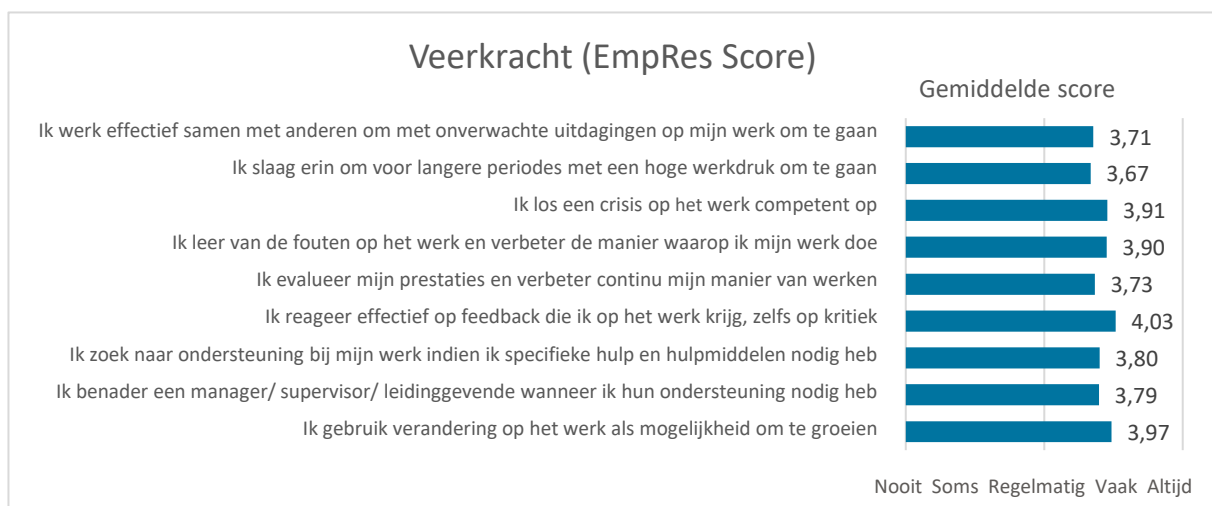 Veerkracht (EmpRes Score)
Gemiddelde score
Ik werk effectief samen met anderen om met onverwachte uitdagingen op mijn werk om te gaan 3,71
Ik slaag erin om voor langere periodes met een hoge werkdruk om te gaan 3,67
Ik los een crisis op het werk competent op 3,91
Ik leer van de fouten op het werk en verbeter de manier waarop ik mijn werk doe 3,90
Ik evalueer mijn prestaties en verbeter continu mijn manier van werken 3,73
Ik reageer effectief op feedback die ik op het werk krijg, zelfs op kritiek 4,03
Ik zoek naar ondersteuning bij mijn werk indien ik specifieke hulp en hulpmiddelen nodig heb 3,80
Ik benader een manager/ supervisor/ leidinggevende wanneer ik hun ondersteuning nodig heb 3,79
Ik gebruik verandering op het werk als mogelijkheid om te groeien 3,97
Nooit Soms Regelmatig Vaak Altijd